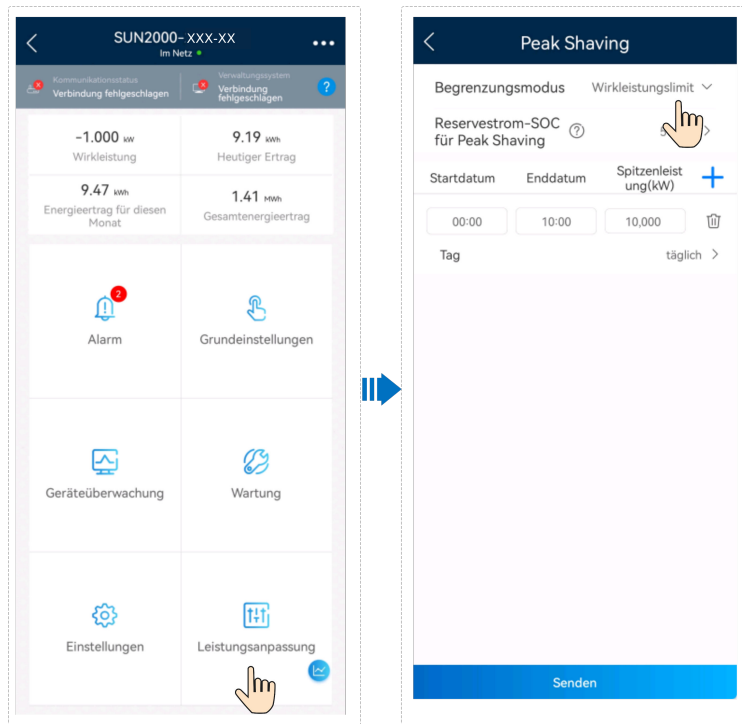 SUN2000- XXX-XX
Im Netz
Kommunikationsstatus
Verbindung fehlgeschlagen
Verwaltungssystem
Verbindung
fehlgeschlagen
?
-1.000 kW
Wirkleistung
9.19 kWh
Heutiger Ertrag
9.47 kWh
Energieertrag für diesen
Monat
1.41 MWh
Gesamtenergieertrag
2
Alarm
Grundeinstellungen
Geräteüberwachung
Wartung
Einstellungen
Leistungsanpassung
Peak Shaving
Begrenzungsmodus
Wirkleistungslimit
Reservestrom-SOC
für Peak Shaving
?
Startdatum
Enddatum
Spitzenleist
ung(kW)
00:00
10:00
10,000
Tag
täglich
Senden